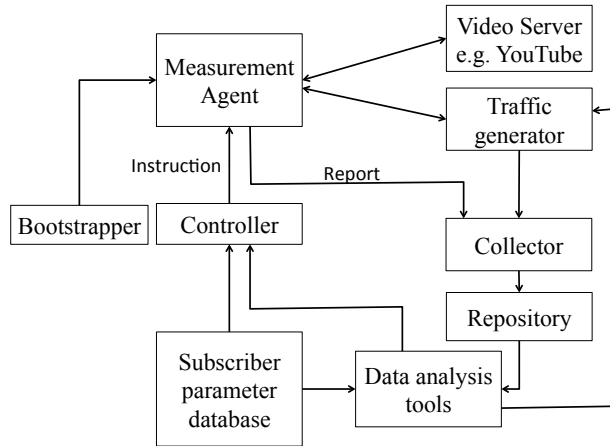 Video Server
e.g. YouTube
Measurement
Agent
Traffic
generator
Instruction
Report
Bootstrapper
Controller
Collector
Repository
Subscriber
parameter
database
Data analysis
tools